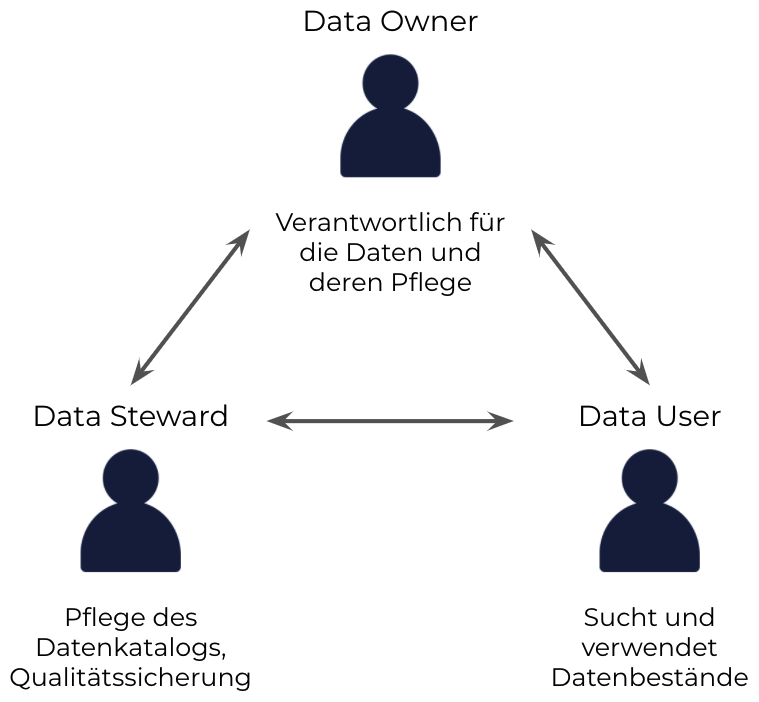 Data Owner
Verantwortlich für
die Daten und
deren Pflege
Data Steward
Data User
Pflege des
Datenkatalogs,
Qualitätssicherung
Sucht und
verwendet
Datenbestände